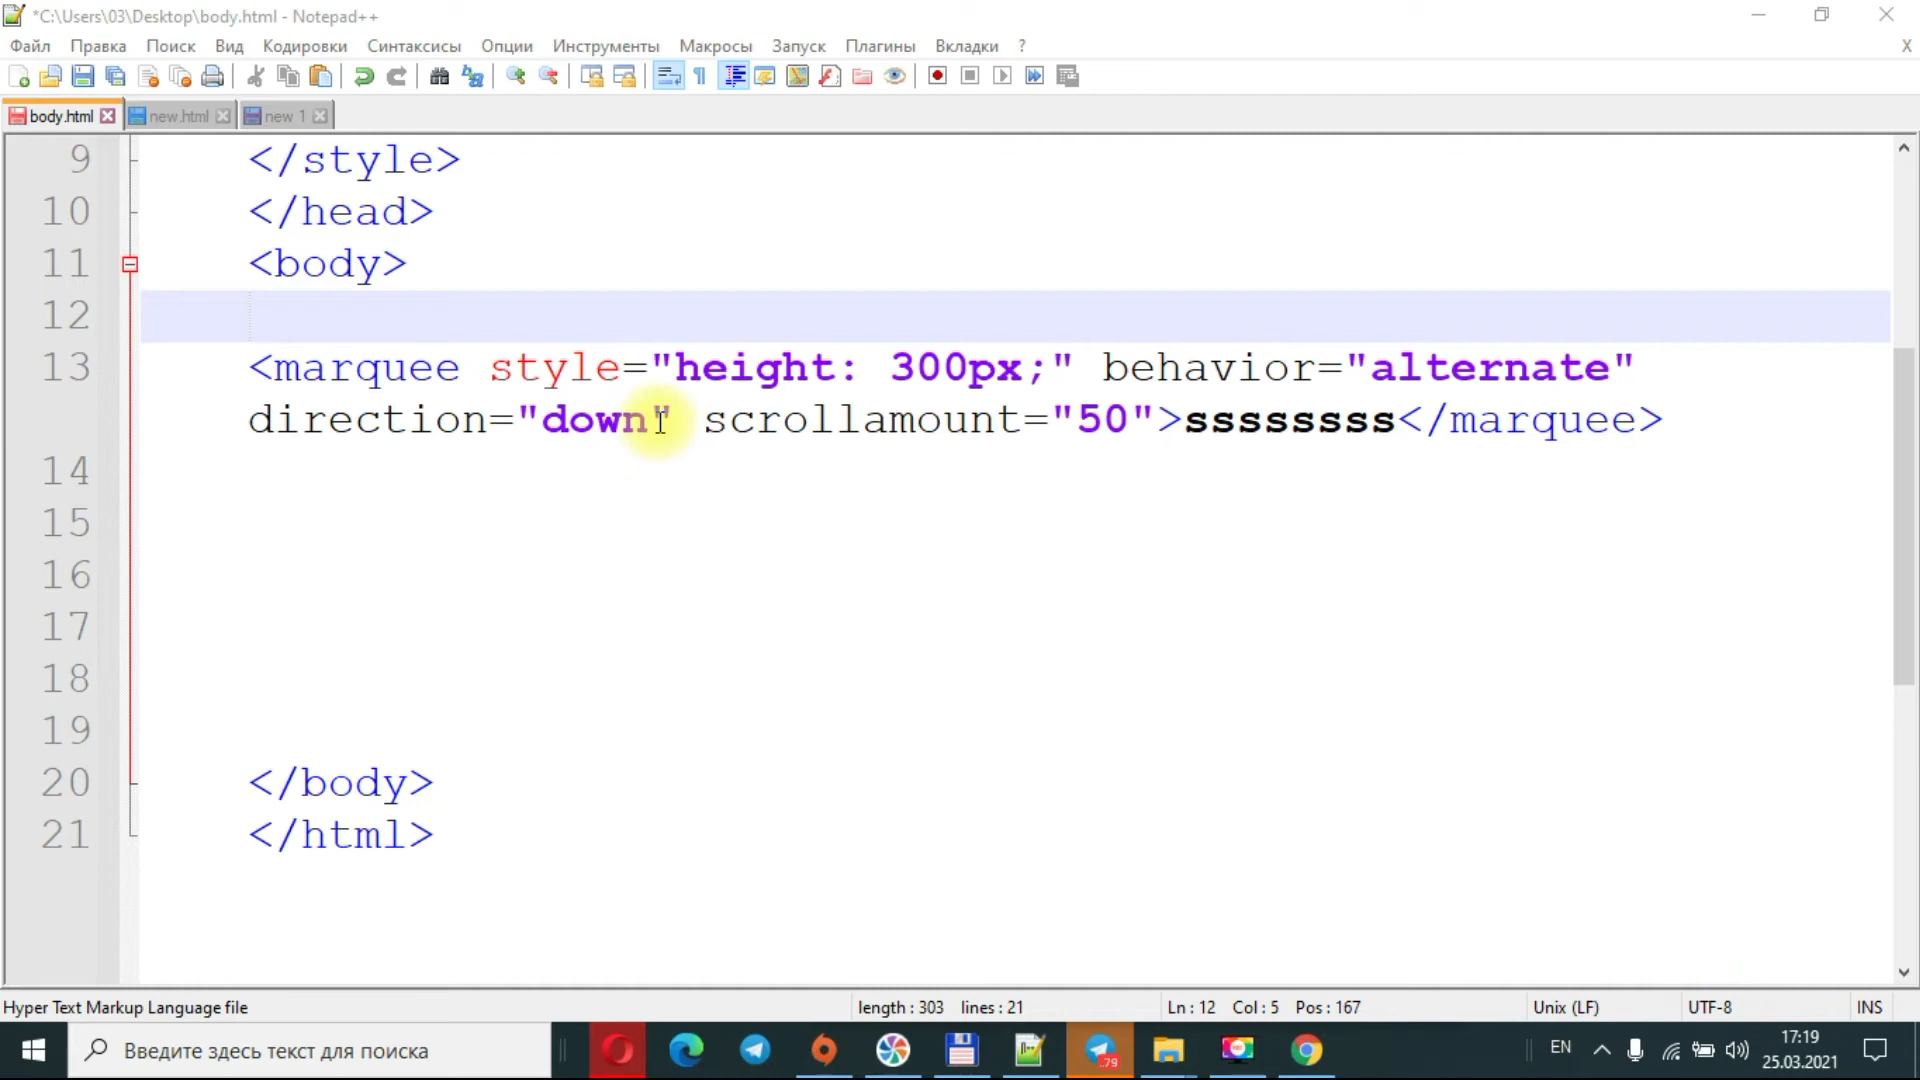 *C:\Users\03\Desktop\body.html - Notepad++
Файл Правка Поиск Вид Кодировки Синтаксисы Опции Инструменты Макросы Запуск Плагины Вкладки ? X
body.html new.html new 1
9 </style>
10 </head>
11 <body>
12
13 <marquee style="height: 300px;" behavior="alternate"
direction="down" scrollamount="50">ssssssss</marquee>
14
15
16
17
18
19
20 </body>
21 </html>
Hyper Text Markup Language file length : 303 lines : 21 Ln : 12 Col : 5 Pos : 167 Unix (LF) UTF-8 INS
Введите здесь текст для поиска 79 EN 17:19
25.03.2021